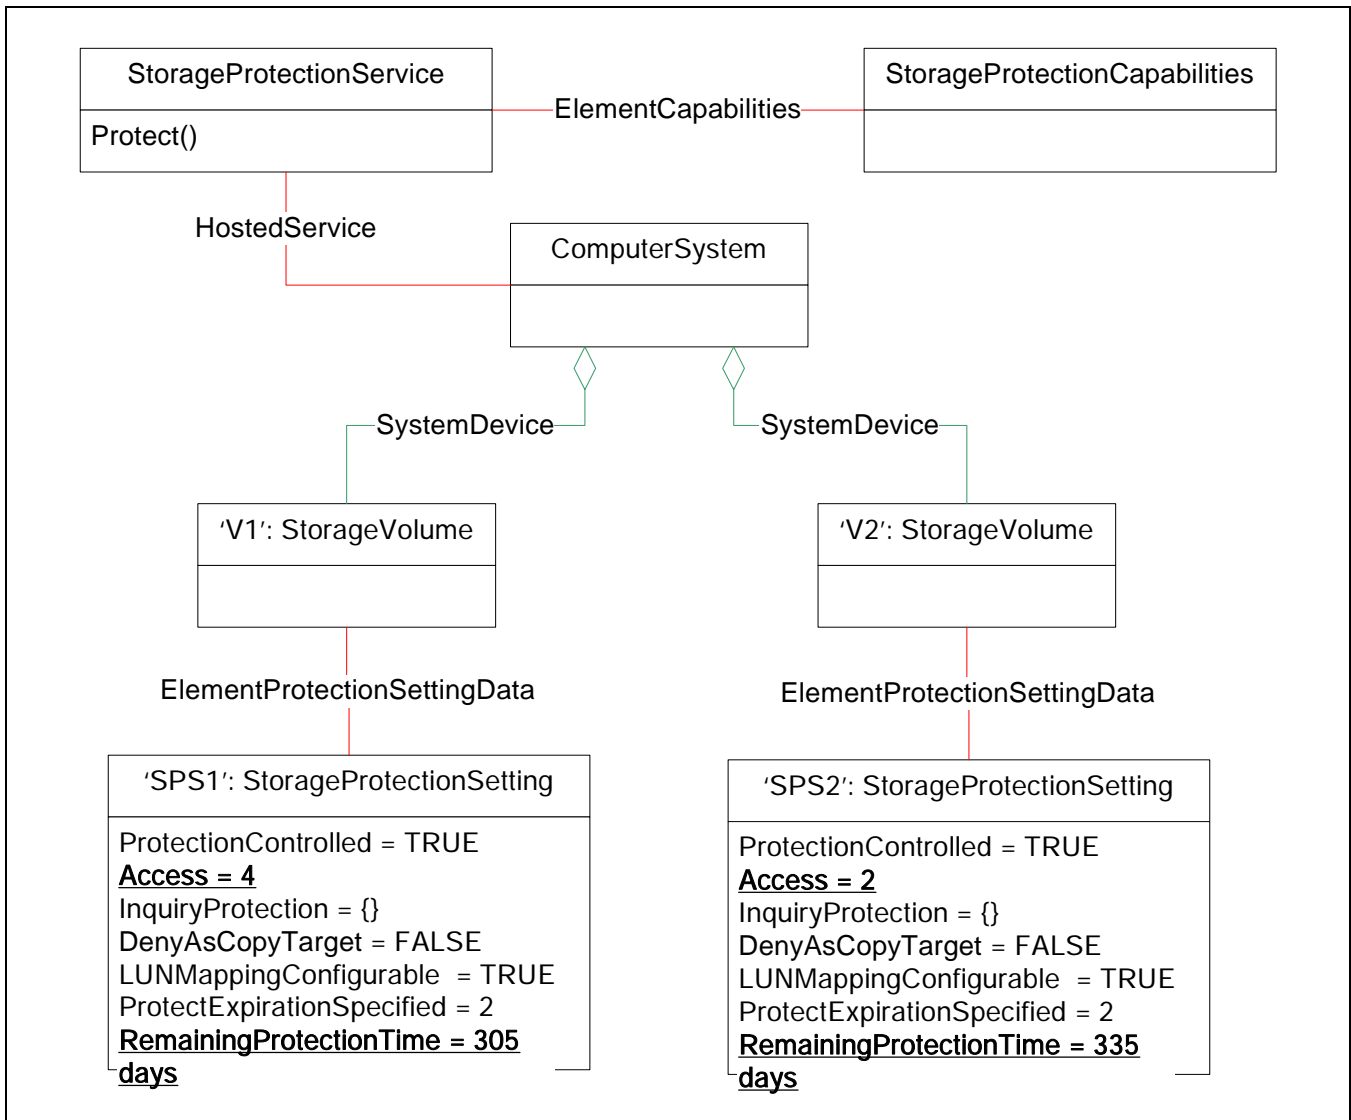 StorageProtectionService
Protect()
ElementCapabilities
StorageProtectionCapabilities
HostedService
ComputerSystem
SystemDevice
SystemDevice
‘V1’: StorageVolume
‘V2’: StorageVolume
ElementProtectionSettingData
ElementProtectionSettingData
‘SPS1’: StorageProtectionSetting
ProtectionControlled = TRUE
Access = 4
InquiryProtection = {}
DenyAsCopyTarget = FALSE
LUNMappingConfigurable = TRUE
ProtectExpirationSpecified = 2
RemainingProtectionTime = 305
days
‘SPS2’: StorageProtectionSetting
ProtectionControlled = TRUE
Access = 2
InquiryProtection = {}
DenyAsCopyTarget = FALSE
LUNMappingConfigurable = TRUE
ProtectExpirationSpecified = 2
RemainingProtectionTime = 335
days